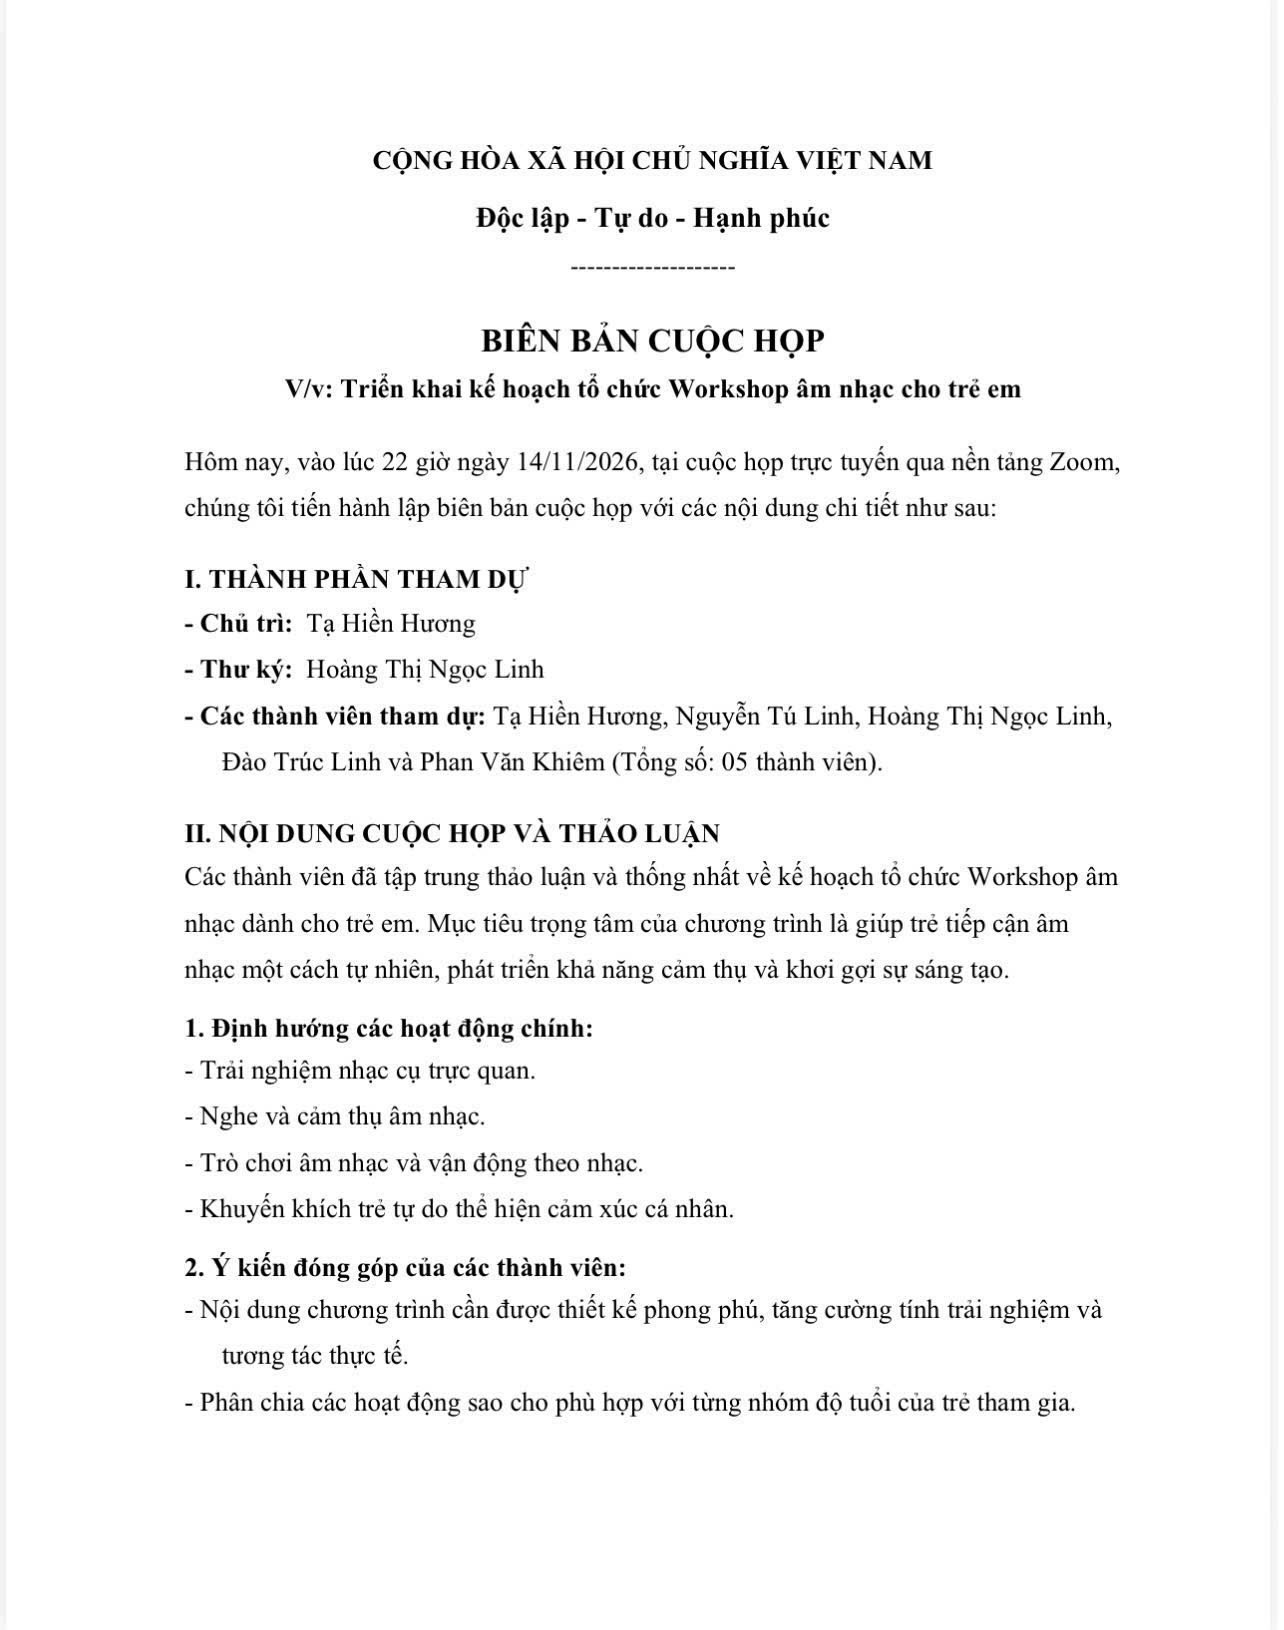 CỘNG HÒA XÃ HỘI CHỦ NGHĨA VIỆT NAM
Độc lập - Tự do - Hạnh phúc
--------------------
BIÊN BẢN CUỘC HỌP
V/v: Triển khai kế hoạch tổ chức Workshop âm nhạc cho trẻ em
Hôm nay, vào lúc 22 giờ ngày 14/11/2026, tại cuộc họp trực tuyến qua nền tảng Zoom,
chúng tôi tiến hành lập biên bản cuộc họp với các nội dung chi tiết như sau:
I. THÀNH PHẦN THAM DỰ
- Chủ trì: Tạ Hiền Hương
- Thư ký: Hoàng Thị Ngọc Linh
- Các thành viên tham dự: Tạ Hiền Hương, Nguyễn Tú Linh, Hoàng Thị Ngọc Linh,
Đào Trúc Linh và Phan Văn Khiêm (Tổng số: 05 thành viên).
II. NỘI DUNG CUỘC HỌP VÀ THẢO LUẬN
Các thành viên đã tập trung thảo luận và thống nhất về kế hoạch tổ chức Workshop âm
nhạc dành cho trẻ em. Mục tiêu trọng tâm của chương trình là giúp trẻ tiếp cận âm
nhạc một cách tự nhiên, phát triển khả năng cảm thụ và khơi gợi sự sáng tạo.
1. Định hướng các hoạt động chính:
- Trải nghiệm nhạc cụ trực quan.
- Nghe và cảm thụ âm nhạc.
- Trò chơi âm nhạc và vận động theo nhạc.
- Khuyến khích trẻ tự do thể hiện cảm xúc cá nhân.
2. Ý kiến đóng góp của các thành viên:
- Nội dung chương trình cần được thiết kế phong phú, tăng cường tính trải nghiệm và
tương tác thực tế.
- Phân chia các hoạt động sao cho phù hợp với từng nhóm độ tuổi của trẻ tham gia.